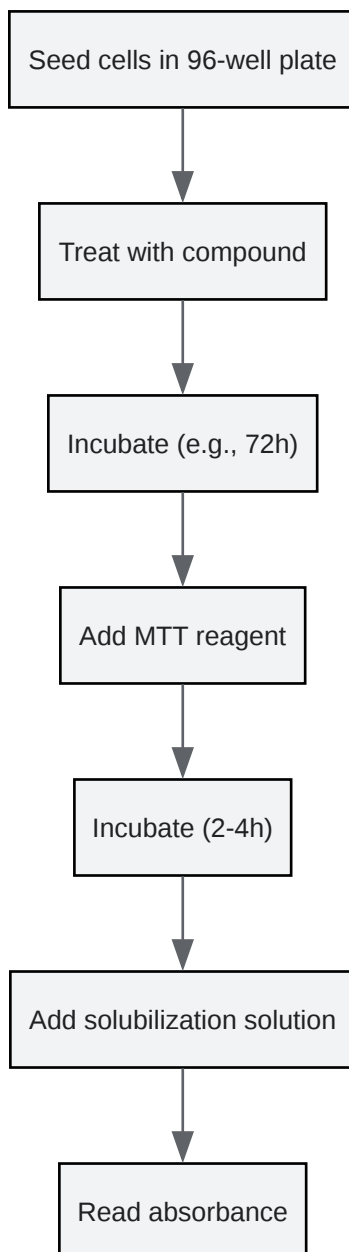 Seed cells in 96-well plate
Treat with compound
Incubate (e.g., 72h)
Add MTT reagent
Incubate (2-4h)
Add solubilization solution
Read absorbance